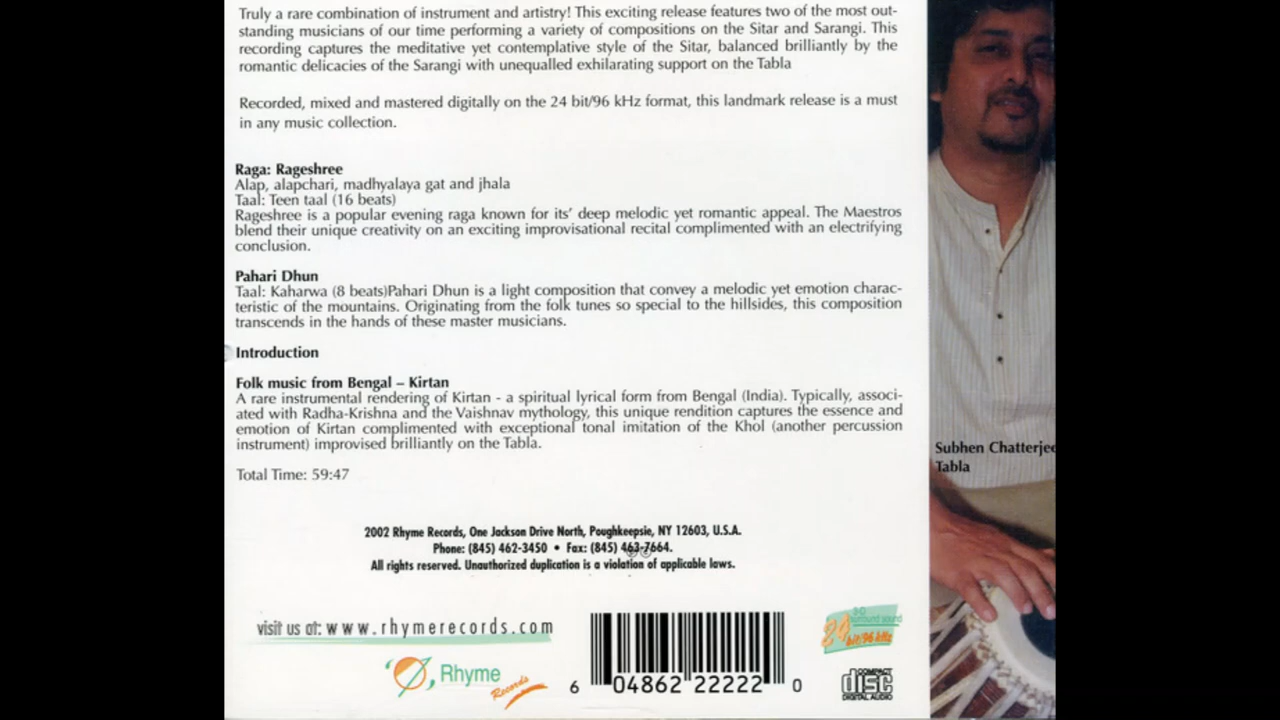 Truly a rare combination of instrument and artistry! This exciting release features two of the most out-
standing musicians of our time performing a variety of compositions on the Sitar and Sarangi. This
recording captures the meditative yet contemplative style of the Sitar, balanced brilliantly by the
romantic delicacies of the Sarangi with unequalled exhilarating support on the Tabla
Recorded, mixed and mastered digitally on the 24 bit/96 kHz format, this landmark release is a must
in any music collection.
Raga: Rageshree
Alap, alapchari, madhyalaya gat and jhala
Taal: Teen taal (16 beats)
Rageshree is a popular evening raga known for its' deep melodic yet romantic appeal. The Maestros
blend their unique creativity on an exciting improvisational recital complimented with an electrifying
conclusion.
Pahari Dhun
Taal: Kaharwa (8 beats)Pahari Dhun is a light composition that convey a melodic yet emotion charac-
teristic of the mountains. Originating from the folk tunes so special to the hillsides, this composition
transcends in the hands of these master musicians.
Introduction
Folk music from Bengal – Kirtan
A rare instrumental rendering of Kirtan - a spiritual lyrical form from Bengal (India). Typically, associ-
ated with Radha-Krishna and the Vaishnav mythology, this unique rendition captures the essence and
emotion of Kirtan complimented with exceptional tonal imitation of the Khol (another percussion
instrument) improvised brilliantly on the Tabla.
Total Time: 59:47
Subhen Chatterjee
Tabla
2002 Rhyme Records, One Jackson Drive North, Poughkeepsie, NY 12603, U.S.A.
Phone: (845) 462-3450 • Fax: (845) 463-7664.
All rights reserved. Unauthorized duplication is a violation of applicable laws.
visit us at: www.rhymerecords.com
Rhyme
Records
6 04862 22222 0
3-D
surround sound
24
bit/96 kHz
COMPACT
disc
DIGITAL AUDIO